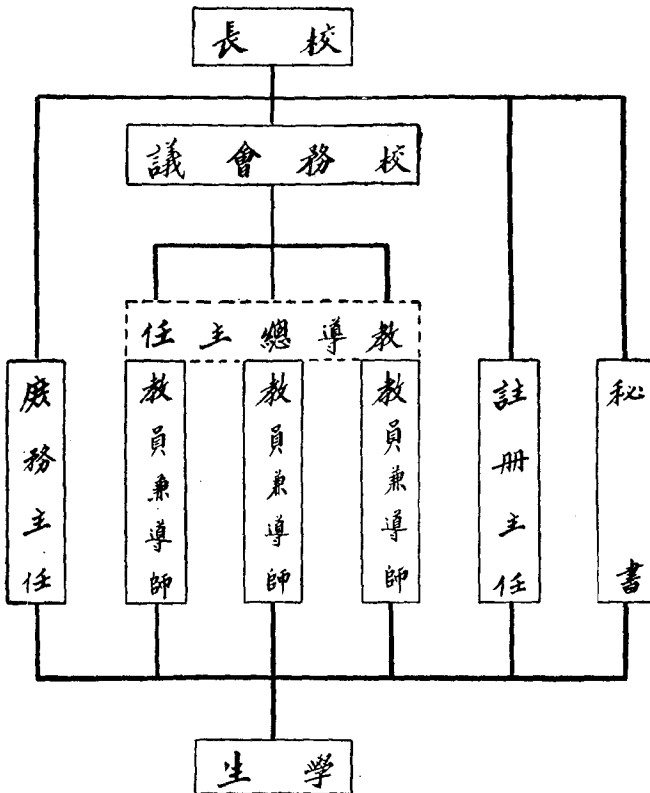 校長
校務會議
教導總主任
秘書
註冊主任
教員兼導師
教員兼導師
教員兼導師
庶務主任
學生